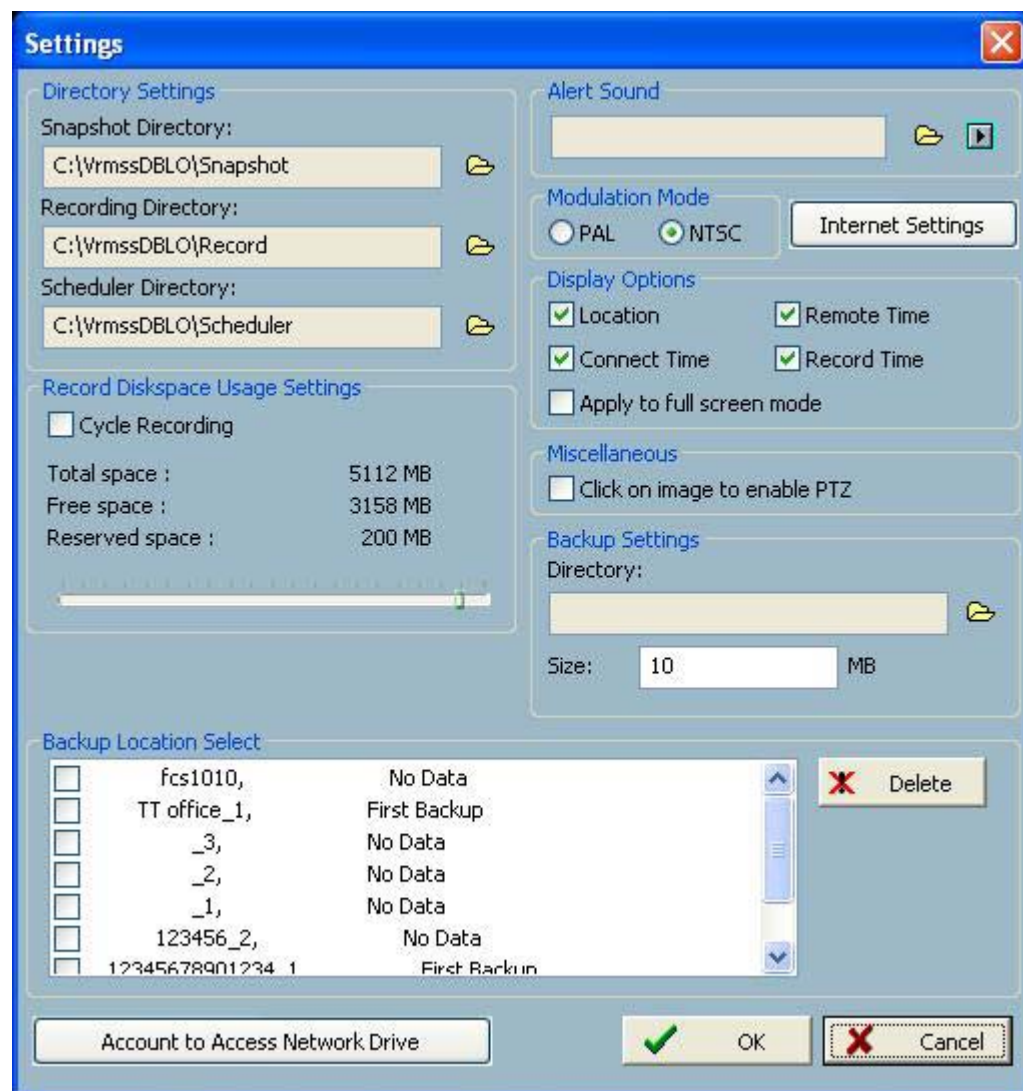 Settings
Directory Settings
Snapshot Directory:
C:\VrmssDBLO\Snapshot
Recording Directory:
C:\VrmssDBLO\Record
Scheduler Directory:
C:\VrmssDBLO\Scheduler
Record Diskspace Usage Settings
Cycle Recording
Total space : 5112 MB
Free space : 3158 MB
Reserved space : 200 MB
Alert Sound
Modulation Mode
PAL NTSC
Internet Settings
Display Options
Location Remote Time
Connect Time Record Time
Apply to full screen mode
Miscellaneous
Click on image to enable PTZ
Backup Settings
Directory:
Size: 10 MB
Backup Location Select
fcs1010, No Data
TT office_1, First Backup
_3, No Data
_2, No Data
_1, No Data
123456_2, No Data
12345678901234_1 First Backup
Delete
Account to Access Network Drive
OK
Cancel